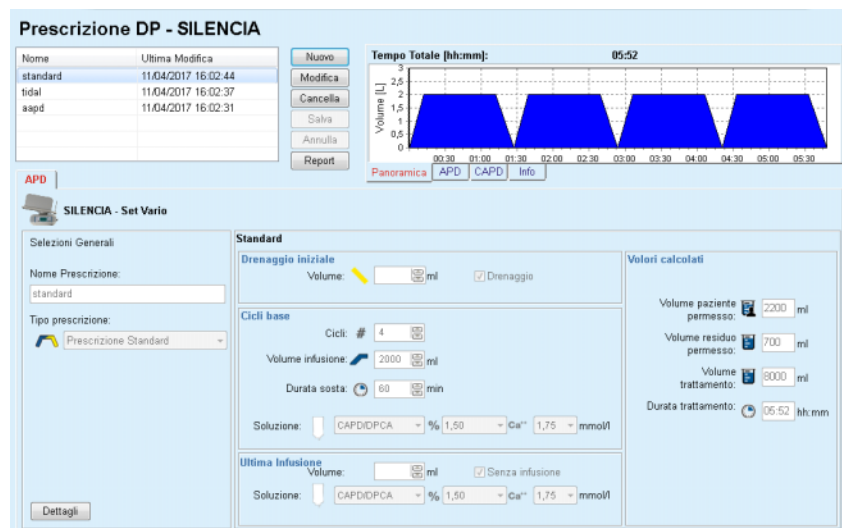 Prescrizione DP - SILENCIA
Nome Ultima Modifica
standard 11/04/2017 16:02:44
tidal 11/04/2017 16:02:37
aapd 11/04/2017 16:02:31
Nuovo
Modifica
Cancella
Salva
Annulla
Report
Tempo Totale [hh:mm]: 05:52
Volume [L]
3
2,5
2
1,5
1
0,5
0
00:30 01:00 01:30 02:00 02:30 03:00 03:30 04:00 04:30 05:00 05:30
Panoramica APD CAPD Info
APD
SILENCIA - Set Vario
Selezioni Generali
Nome Prescrizione:
standard
Tipo prescrizione:
Prescrizione Standard
Dettagli
Standard
Drenaggio iniziale
Volume: ml Drenaggio
Cicli base
Cicli: # 4
Volume infusione: 2000 ml
Durata sosta: 60 min
Soluzione: CAPD/DPCA % 1,50 Ca++ 1,75 mmol/l
Ultima Infusione
Volume: ml Senza infusione
Soluzione: CAPD/DPCA % 1,50 Ca++ 1,75 mmol/l
Valori calcolati
Volume paziente
permesso: 2200 ml
Volume residuo
permesso: 700 ml
Volume
trattamento: 8000 ml
Durata trattamento: 05:52 hh:mm